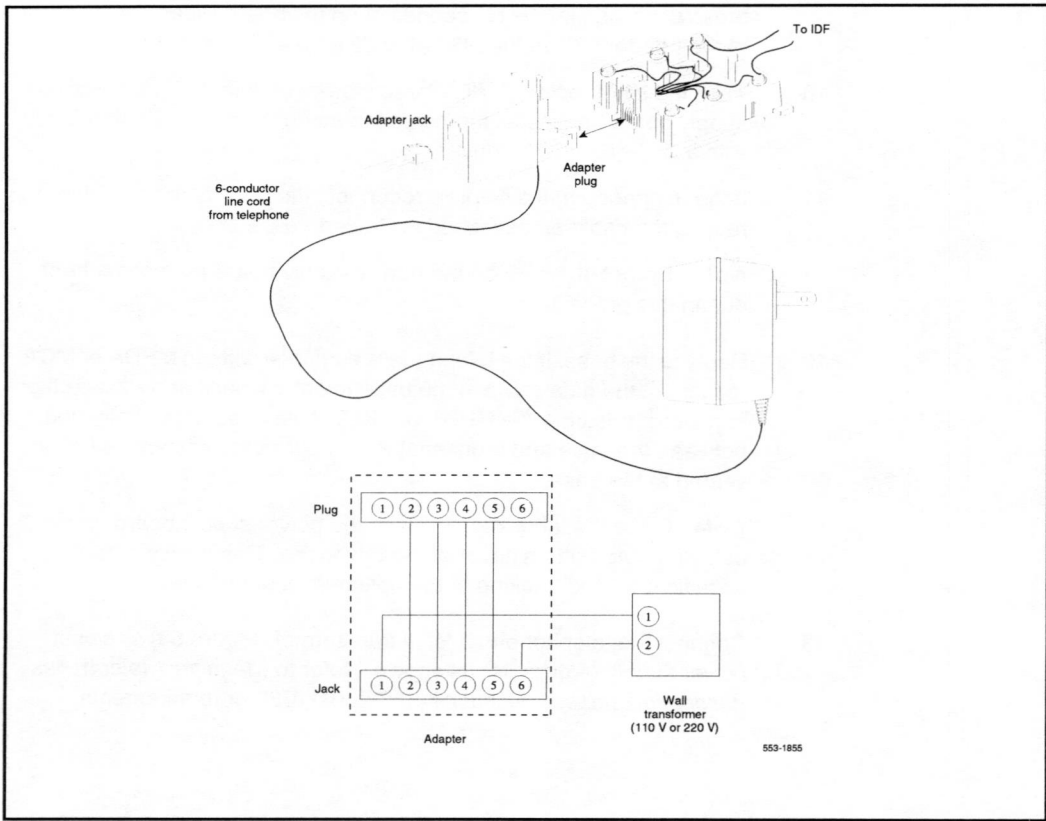 To IDF
Adapter jack
Adapter
plug
6-conductor
line cord
from telephone
Plug
1 2 3 4 5 6
1
2
Jack
1 2 3 4 5 6
Wall
transformer
(110 V or 220 V)
Adapter
553-1855